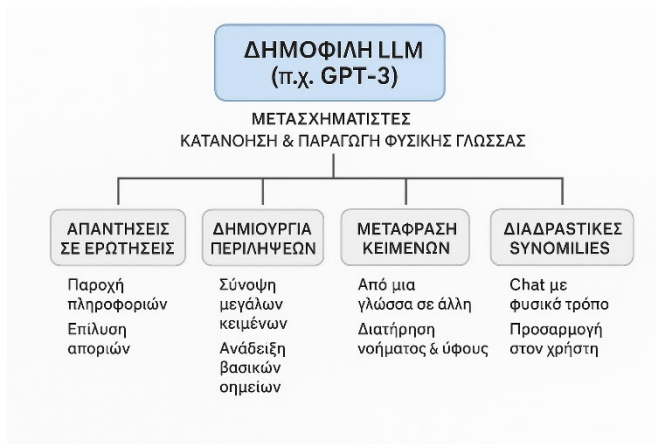 ΔΗΜΟΦΙΛΗ LLM
(π.χ. GPT-3)
ΜΕΤΑΣΧΗΜΑΤΙΣΤΕΣ
ΚΑΤΑΝΟΗΣΗ & ΠΑΡΑΓΩΓΗ ΦΥΣΙΚΗΣ ΓΛΩΣΣΑΣ
ΑΠΑΝΤΗΣΕΙΣ
ΣΕ ΕΡΩΤΗΣΕΙΣ
Παροχή
πληροφοριών
Επίλυση
αποριών
ΔΗΜΙΟΥΡΓΙΑ
ΠΕΡΙΛΗΨΕΩΝ
Σύνοψη
μεγάλων
κειμένων
Ανάδειξη
βασικών
οημείων
ΜΕΤΑΦΡΑΣΗ
ΚΕΙΜΕΝΩΝ
Από μια
γλώσσα σε άλλη
Διατήρηση
νοήματος & ύφους
ΔΙΑΔΡΑSTΙΚΕΣ
SYNOMILIES
Chat με
φυσικό τρόπο
Προσαρμογή
στον χρήστη